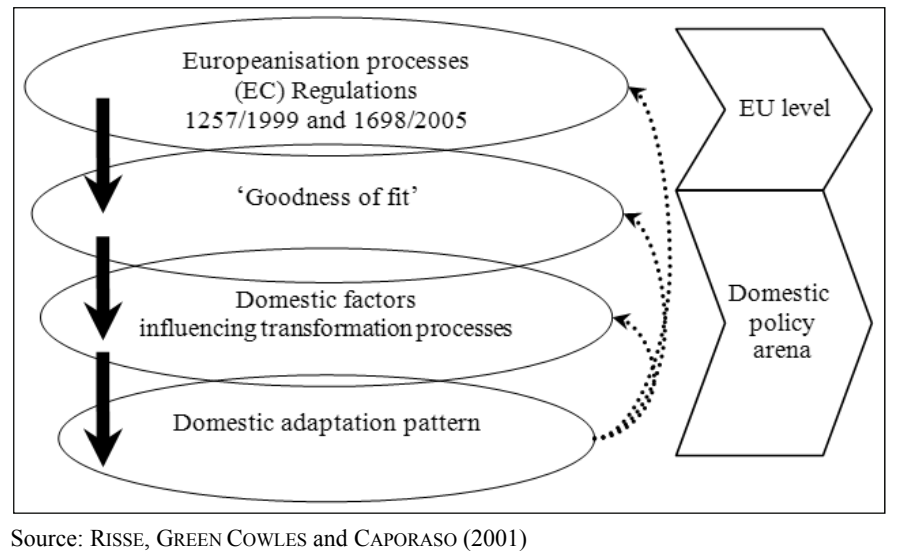 Europeanisation processes
(EC) Regulations
1257/1999 and 1698/2005
EU level
‘Goodness of fit’
Domestic factors
influencing transformation processes
Domestic
policy
arena
Domestic adaptation pattern
Source: RISSE, GREEN COWLES and CAPORASO (2001)